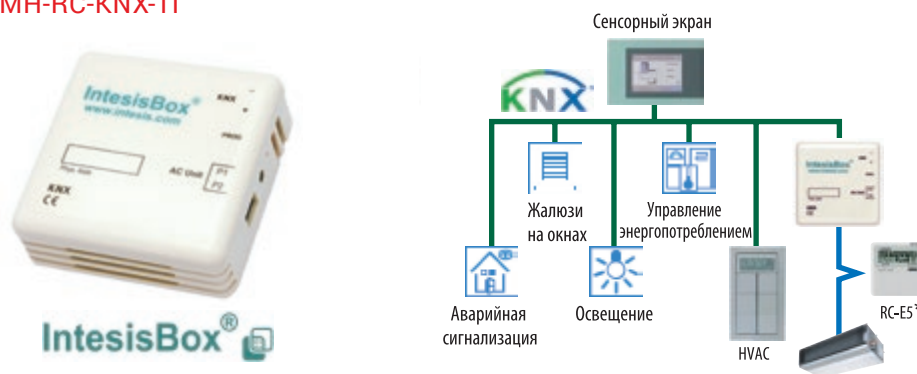 MH-RC-KNX-1i
IntesisBox®
www.intesis.com
KNX
PROG
AC Unit
P1
P2
KNX
CE
IntesisBox®
Сенсорный экран
KNX
Жалюзи
на окнах
Управление
энергопотреблением
Аварийная
сигнализация
Освещение
HVAC
IntesisBox
RC-E5